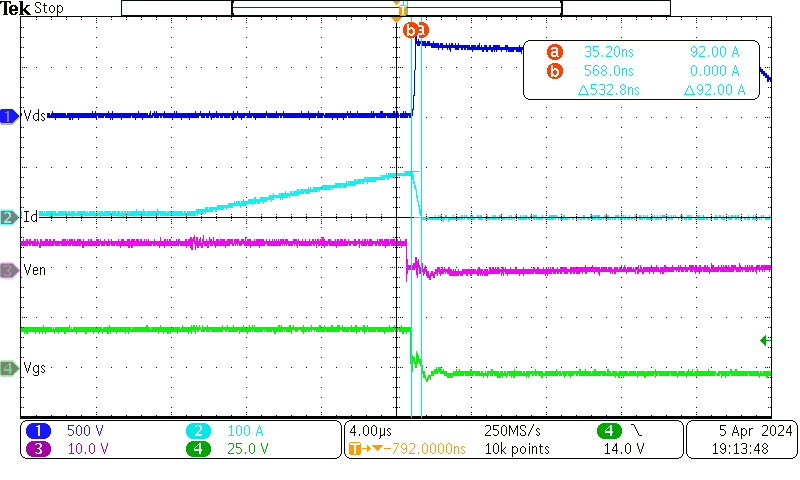 Tek Stop
T
b a
a 35.20ns 92.00 A
b 568.0ns 0.000 A
△532.8ns △92.00 A
1 Vds
2 Id
3 Ven
4 Vgs
1 500 V 2 100 A 4.00µs 250MS/s 4 5 Apr 2024
3 10.0 V 4 25.0 V T→▼−792.0000ns 10k points 14.0 V 19:13:48